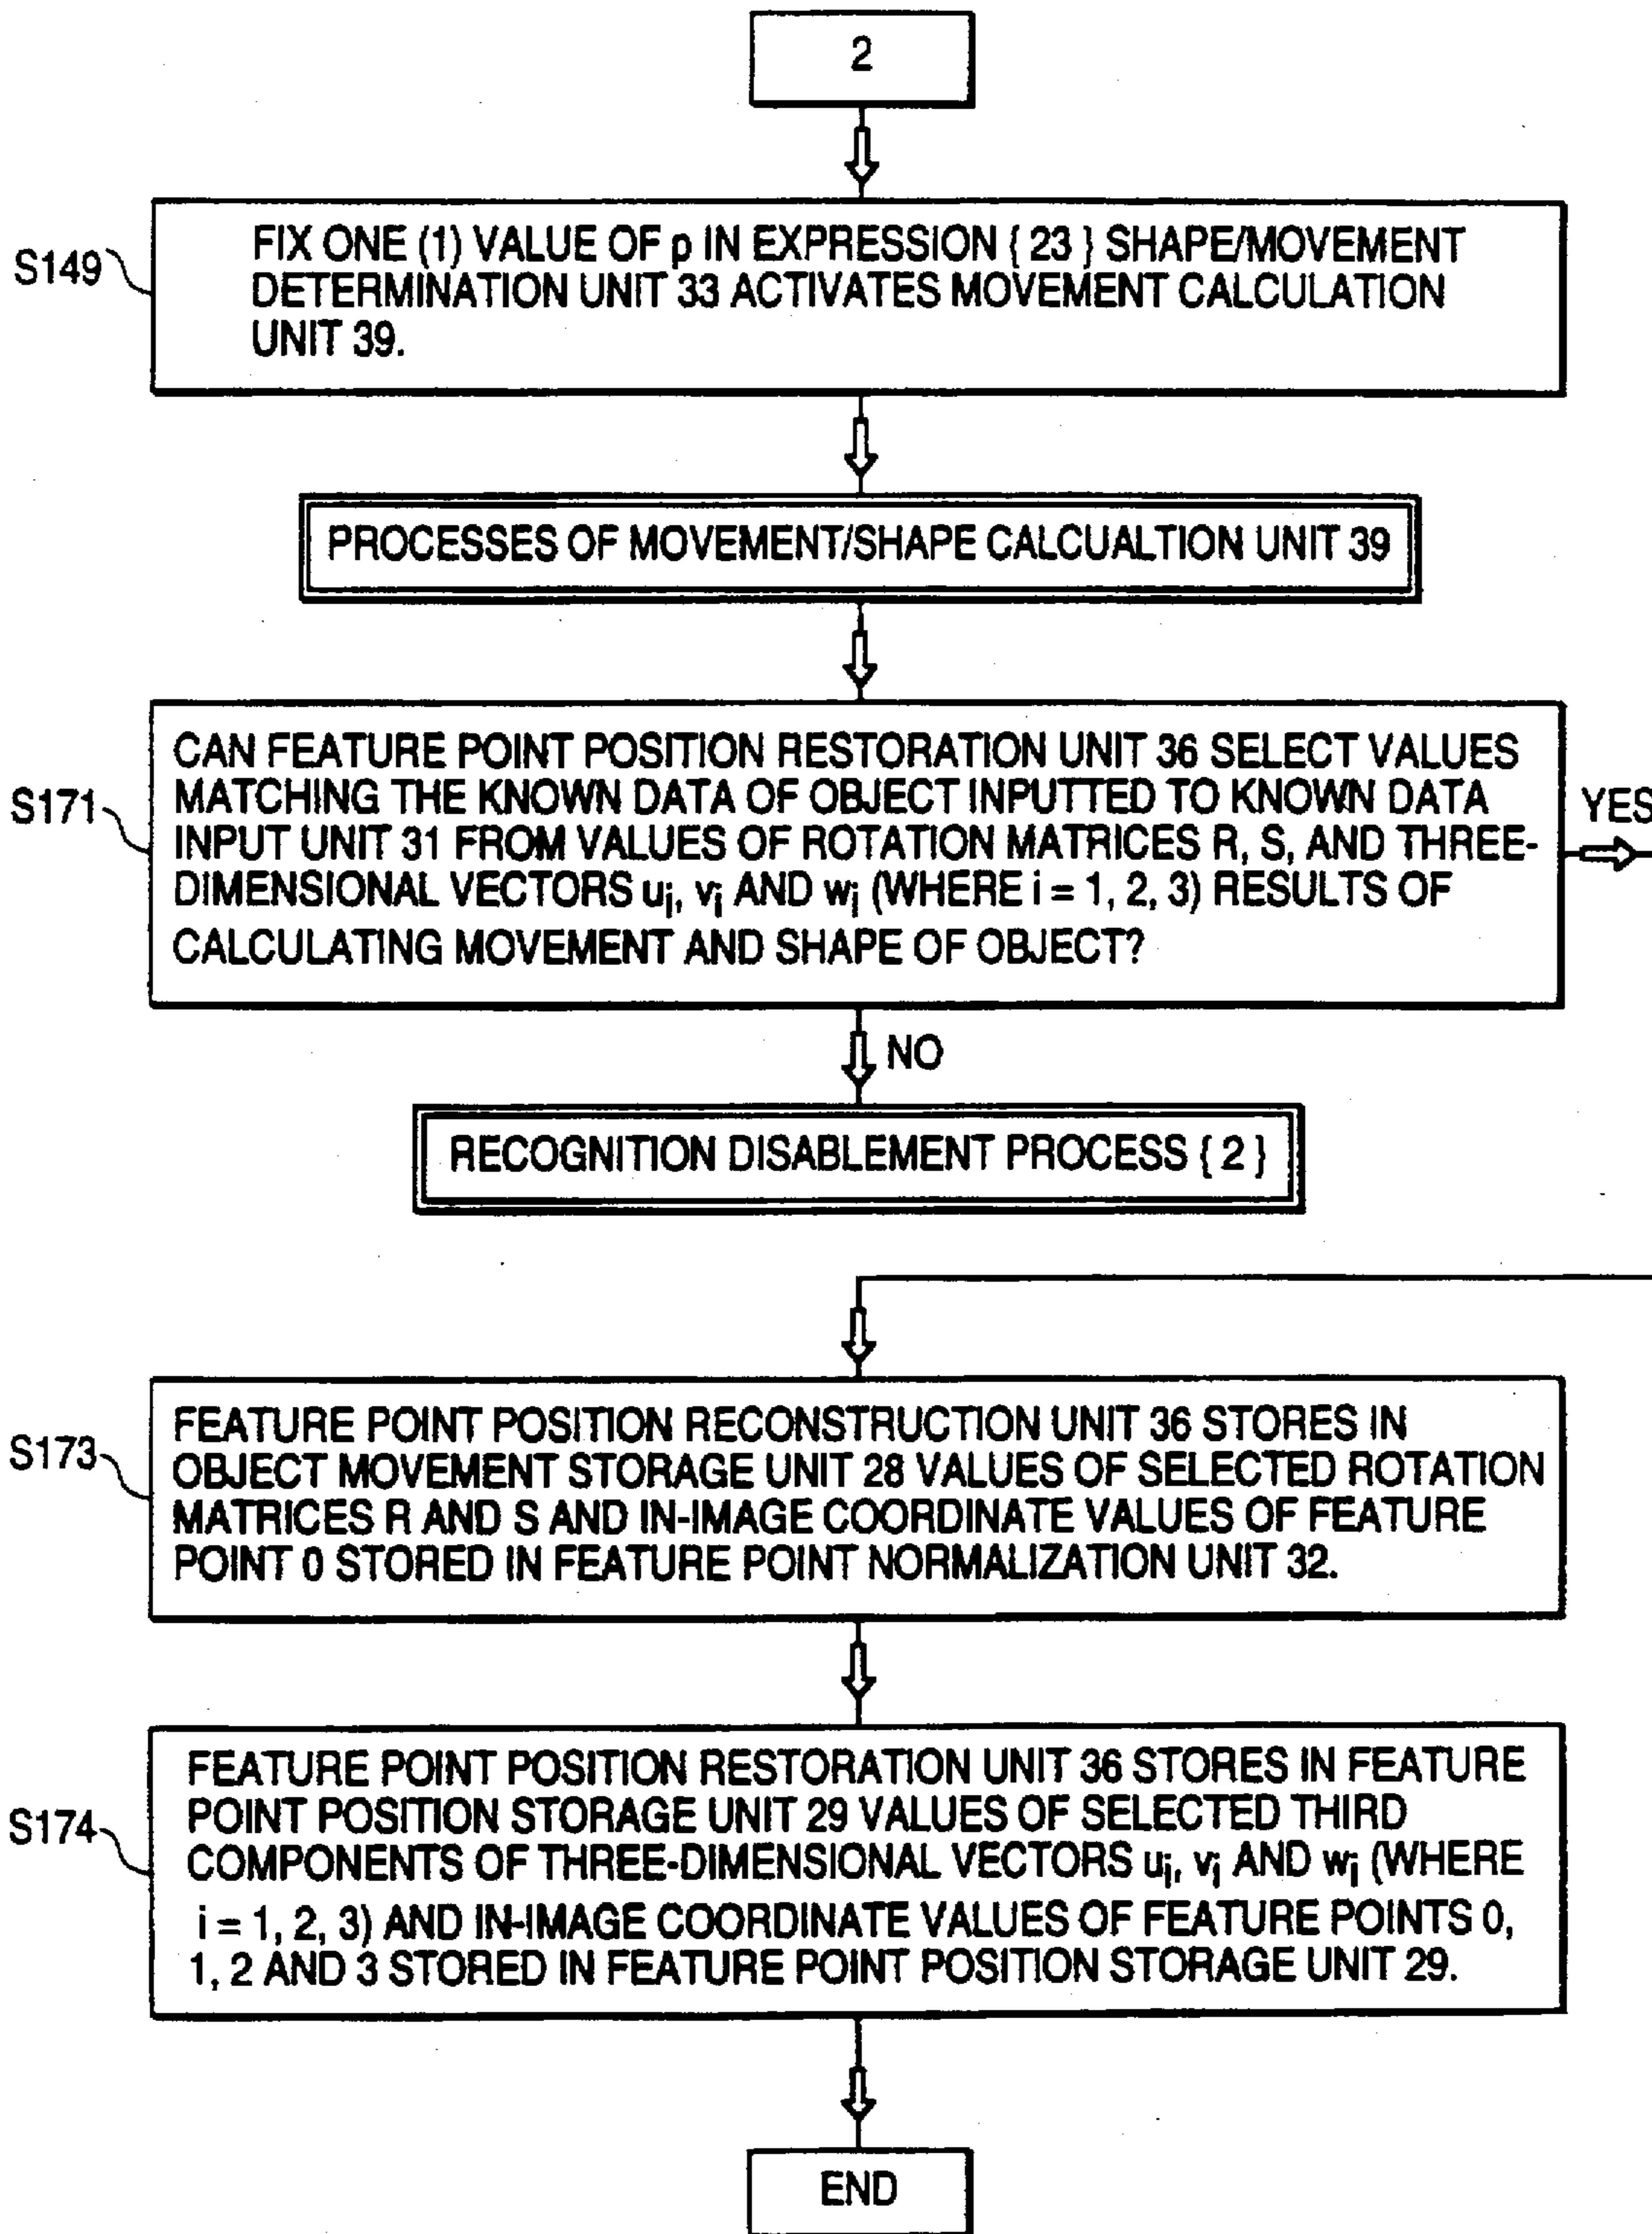 2
S149
FIX ONE (1) VALUE OF p IN EXPRESSION { 23 } SHAPE/MOVEMENT
DETERMINATION UNIT 33 ACTIVATES MOVEMENT CALCULATION
UNIT 39.
PROCESSES OF MOVEMENT/SHAPE CALCUALTION UNIT 39
S171
CAN FEATURE POINT POSITION RESTORATION UNIT 36 SELECT VALUES
MATCHING THE KNOWN DATA OF OBJECT INPUTTED TO KNOWN DATA
INPUT UNIT 31 FROM VALUES OF ROTATION MATRICES R, S, AND THREE-
DIMENSIONAL VECTORS ui, vi AND wi (WHERE i = 1, 2, 3) RESULTS OF
CALCULATING MOVEMENT AND SHAPE OF OBJECT?
YES
NO
RECOGNITION DISABLEMENT PROCESS { 2 }
S173
FEATURE POINT POSITION RECONSTRUCTION UNIT 36 STORES IN
OBJECT MOVEMENT STORAGE UNIT 28 VALUES OF SELECTED ROTATION
MATRICES R AND S AND IN-IMAGE COORDINATE VALUES OF FEATURE
POINT 0 STORED IN FEATURE POINT NORMALIZATION UNIT 32.
S174
FEATURE POINT POSITION RESTORATION UNIT 36 STORES IN FEATURE
POINT POSITION STORAGE UNIT 29 VALUES OF SELECTED THIRD
COMPONENTS OF THREE-DIMENSIONAL VECTORS ui, vi AND wi (WHERE
i = 1, 2, 3) AND IN-IMAGE COORDINATE VALUES OF FEATURE POINTS 0,
1, 2 AND 3 STORED IN FEATURE POINT POSITION STORAGE UNIT 29.
END